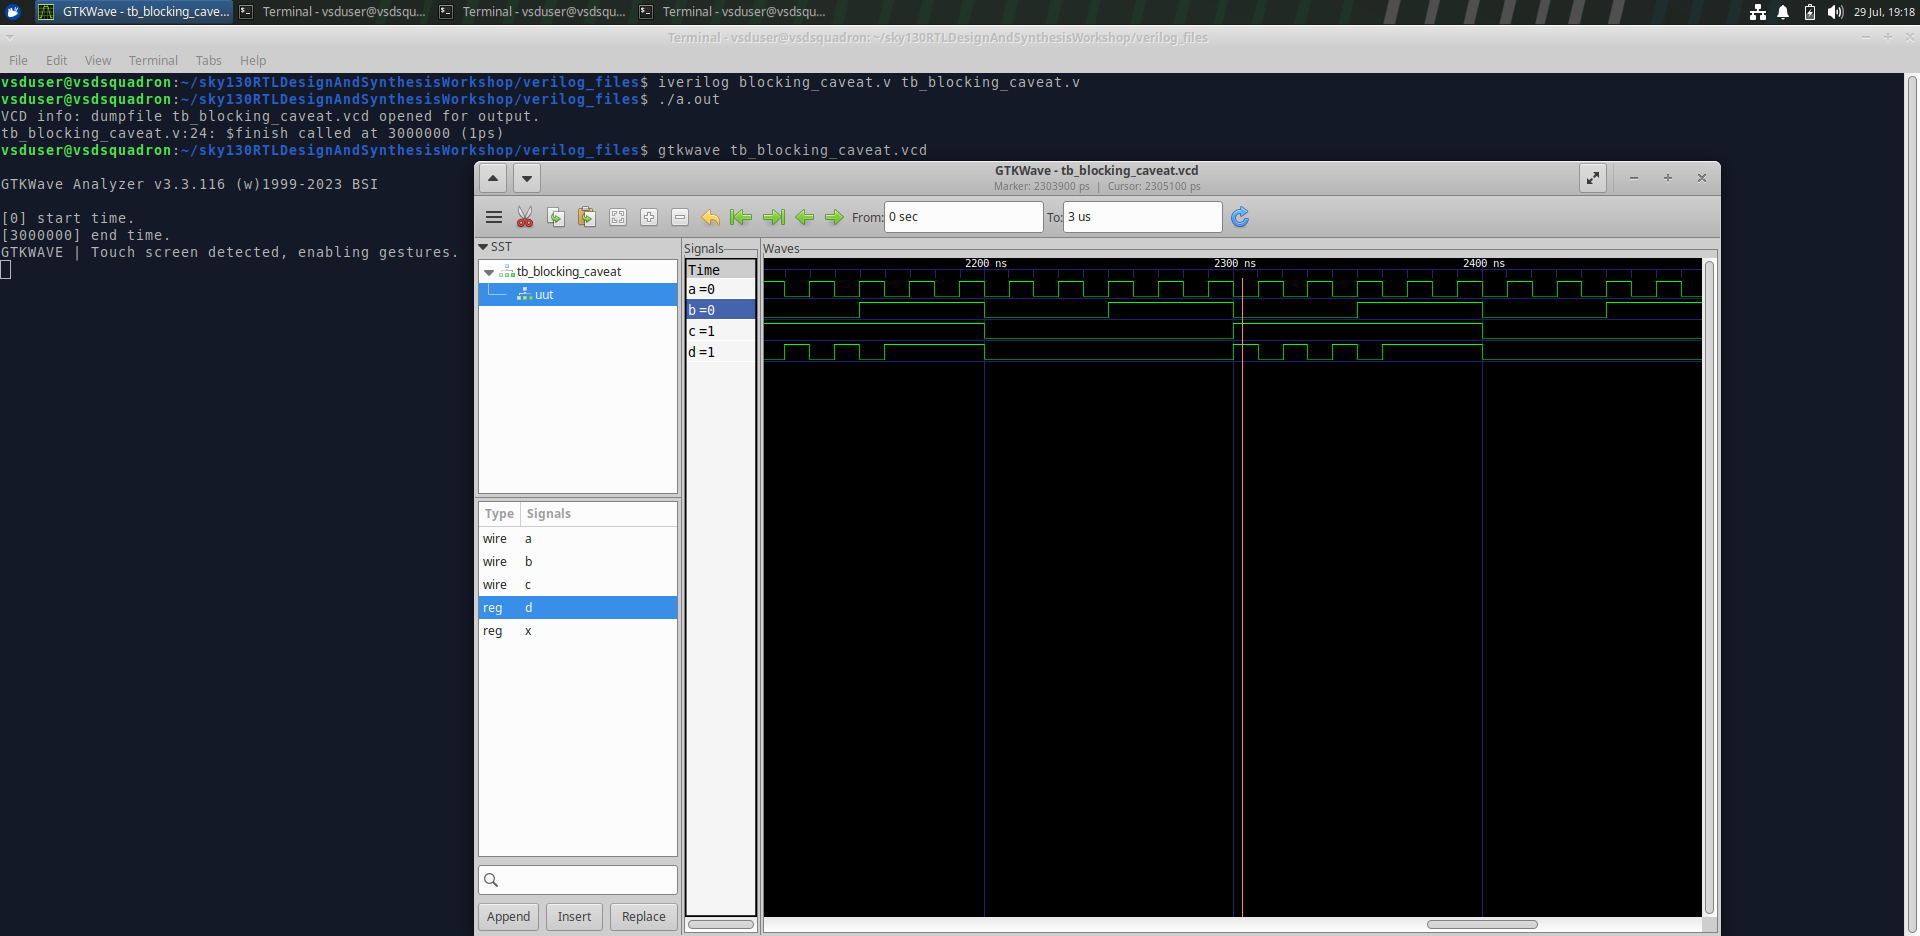 GTKWave - tb_blocking_cave... Terminal - vsduser@vsdsqu... Terminal - vsduser@vsdsqu... Terminal - vsduser@vsdsqu... 29 Jul, 19:18
Terminal - vsduser@vsdsquadron: ~/sky130RTLDesignAndSynthesisWorkshop/verilog_files
File Edit View Terminal Tabs Help
vsduser@vsdsquadron:~/sky130RTLDesignAndSynthesisWorkshop/verilog_files$ iverilog blocking_caveat.v tb_blocking_caveat.v
vsduser@vsdsquadron:~/sky130RTLDesignAndSynthesisWorkshop/verilog_files$ ./a.out
VCD info: dumpfile tb_blocking_caveat.vcd opened for output.
tb_blocking_caveat.v:24: $finish called at 3000000 (1ps)
vsduser@vsdsquadron:~/sky130RTLDesignAndSynthesisWorkshop/verilog_files$ gtkwave tb_blocking_caveat.vcd
GTKWave Analyzer v3.3.116 (w)1999-2023 BSI
[0] start time.
[3000000] end time.
GTKWAVE | Touch screen detected, enabling gestures.
GTKWave - tb_blocking_caveat.vcd
Marker: 2303900 ps | Cursor: 2305100 ps
From: 0 sec To: 3 us
SST
tb_blocking_caveat
uut
Type Signals
wire a
wire b
wire c
reg d
reg x
Append Insert Replace
Signals
Time
a=0
b=0
c=1
d=1
Waves
2200 ns 2300 ns 2400 ns